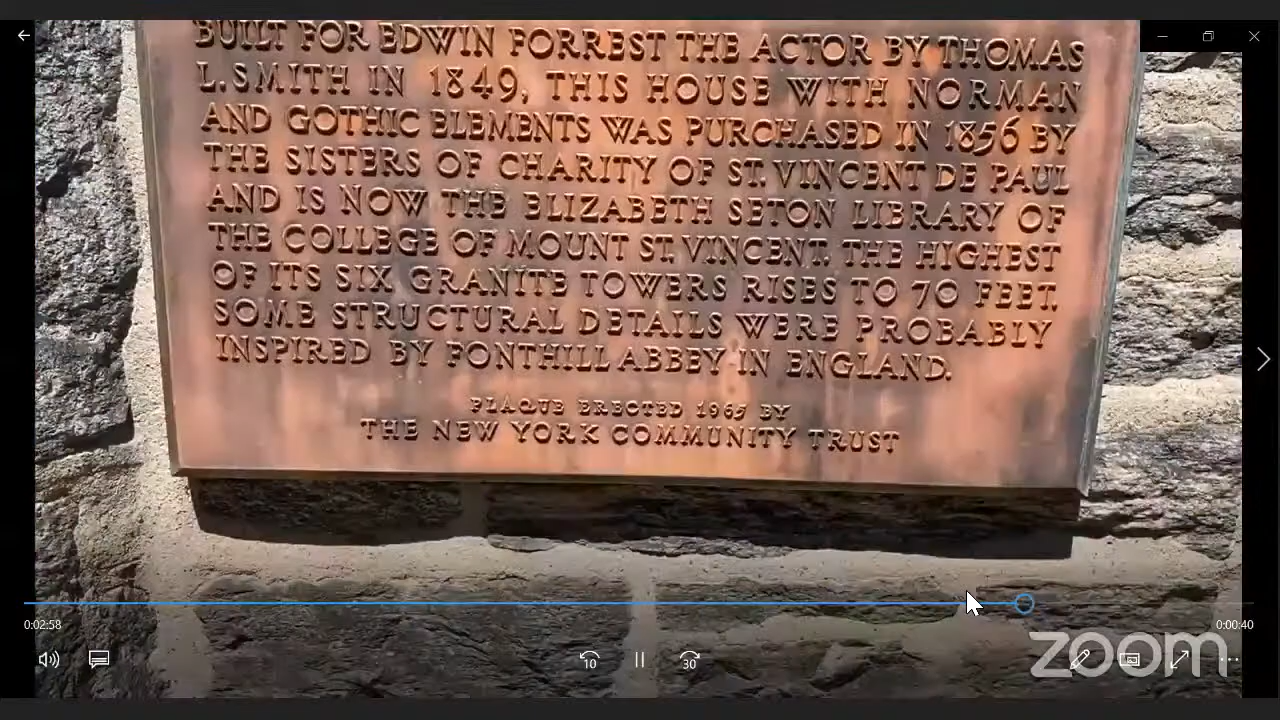 BUILT FOR EDWIN FORREST THE ACTOR BY THOMAS
L. SMITH IN 1849, THIS HOUSE WITH NORMAN
AND GOTHIC ELEMENTS WAS PURCHASED IN 1856 BY
THE SISTERS OF CHARITY OF ST. VINCENT DE PAUL
AND IS NOW THE ELIZABETH SETON LIBRARY OF
THE COLLEGE OF MOUNT ST. VINCENT. THE HIGHEST
OF ITS SIX GRANITE TOWERS RISES TO 70 FEET.
SOME STRUCTURAL DETAILS WERE PROBABLY
INSPIRED BY FONTHILL ABBEY IN ENGLAND.
PLAQUE ERECTED 1965 BY
THE NEW YORK COMMUNITY TRUST
0:02:58
0:00:40
10
30
zoom